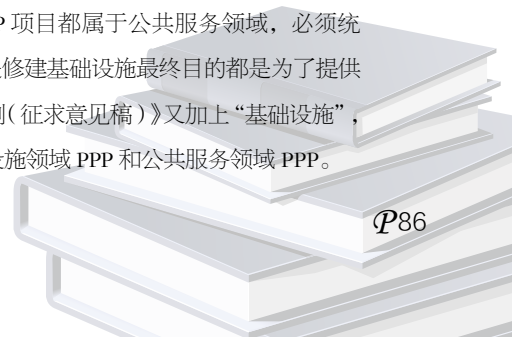 P 项目都属于公共服务领域，必须统
修建基础设施最终目的都是为了提供
（征求意见稿）》又加上“基础设施”，
施领域 PPP 和公共服务领域 PPP。
P86